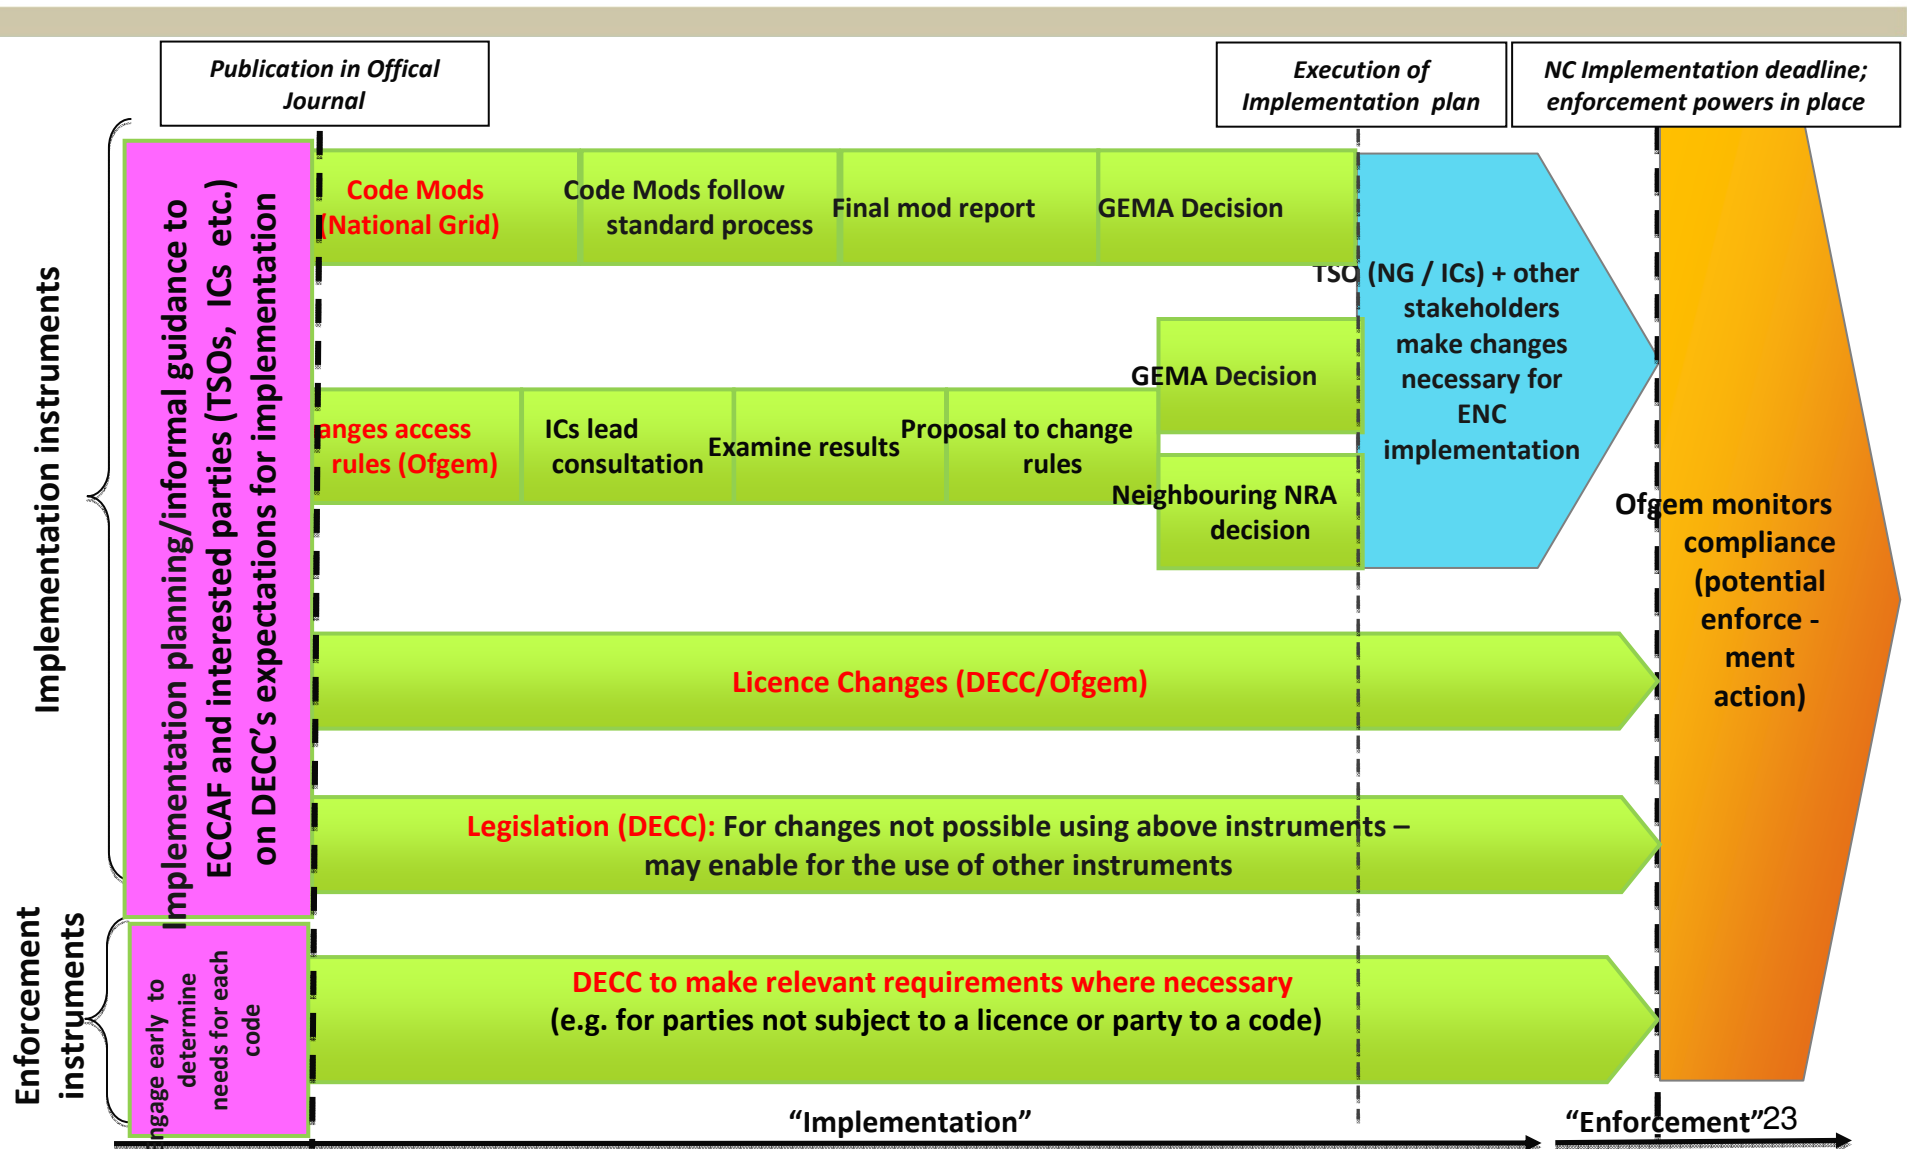 Publication in Offical
Journal
Execution of
Implementation plan
NC Implementation deadline;
enforcement powers in place
Implementation instruments
Implementation planning/informal guidance to
ECCAF and interested parties (TSOs, ICs etc.)
on DECC's expectations for implementation
Code Mods
(National Grid)
Code Mods follow
standard process
Final mod report
GEMA Decision
TSO (NG / ICs) + other
stakeholders
make changes
necessary for
ENC
implementation
GEMA Decision
anges access
rules (Ofgem)
ICs lead
consultation
Examine results
Proposal to change
rules
Neighbouring NRA
decision
Ofgem monitors
compliance
(potential
enforce -
ment
action)
Licence Changes (DECC/Ofgem)
Legislation (DECC): For changes not possible using above instruments –
may enable for the use of other instruments
Enforcement
instruments
ngage early to
determine
needs for each
code
DECC to make relevant requirements where necessary
(e.g. for parties not subject to a licence or party to a code)
“Implementation”
“Enforcement”
23